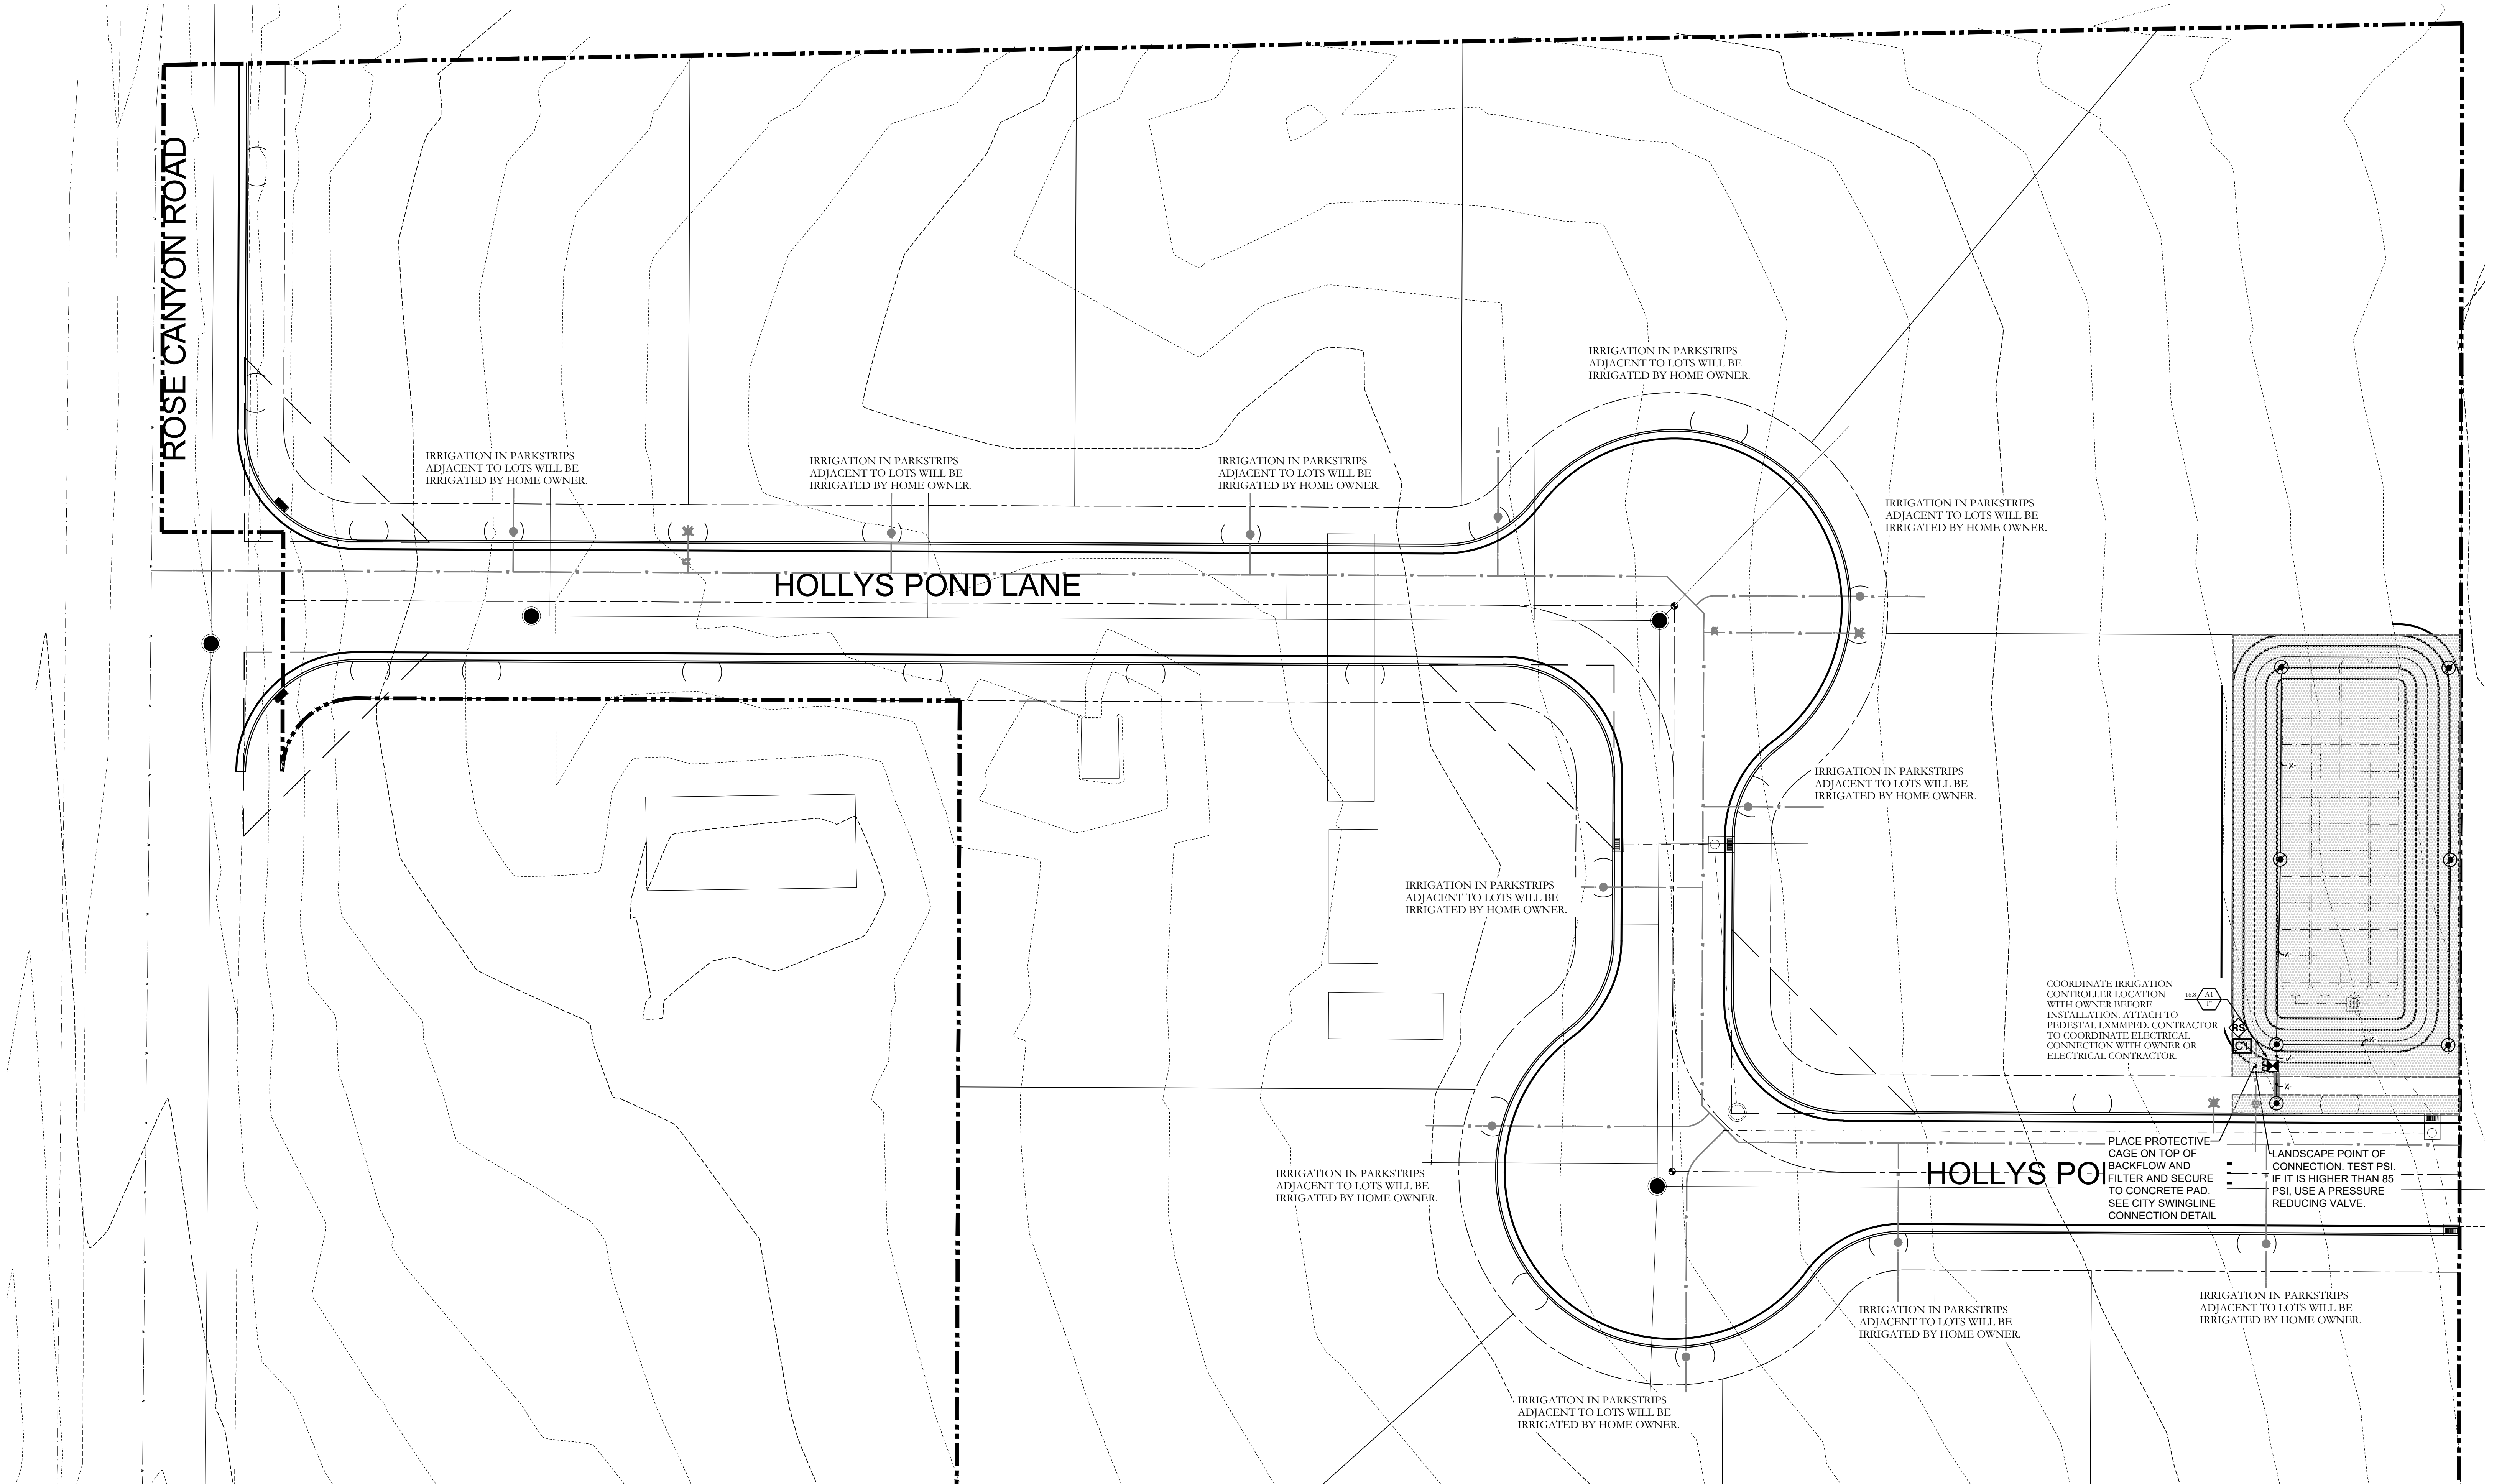 ROSE CANYON ROAD
IRRIGATION IN PARKSTRIPS
ADJACENT TO LOTS WILL BE
IRRIGATED BY HOME OWNER.
IRRIGATION IN PARKSTRIPS
ADJACENT TO LOTS WILL BE
IRRIGATED BY HOME OWNER.
IRRIGATION IN PARKSTRIPS
ADJACENT TO LOTS WILL BE
IRRIGATED BY HOME OWNER.
IRRIGATION IN PARKSTRIPS
ADJACENT TO LOTS WILL BE
IRRIGATED BY HOME OWNER.
IRRIGATION IN PARKSTRIPS
ADJACENT TO LOTS WILL BE
IRRIGATED BY HOME OWNER.
HOLLYS POND LANE
IRRIGATION IN PARKSTRIPS
ADJACENT TO LOTS WILL BE
IRRIGATED BY HOME OWNER.
IRRIGATION IN PARKSTRIPS
ADJACENT TO LOTS WILL BE
IRRIGATED BY HOME OWNER.
COORDINATE IRRIGATION
CONTROLLER LOCATION
WITH OWNER BEFORE
INSTALLATION. ATTACH TO
PEDESTAL LXMMPED. CONTRACTOR
TO COORDINATE ELECTRICAL
CONNECTION WITH OWNER OR
ELECTRICAL CONTRACTOR.
16.8
A1
1"
RS
C1
PLACE PROTECTIVE
CAGE ON TOP OF
BACKFLOW AND
FILTER AND SECURE
TO CONCRETE PAD.
SEE CITY SWINGLINE
CONNECTION DETAIL
LANDSCAPE POINT OF
CONNECTION. TEST PSI.
IF IT IS HIGHER THAN 85
PSI, USE A PRESSURE
REDUCING VALVE.
HOLLYS
IRRIGATION IN PARKSTRIPS
ADJACENT TO LOTS WILL BE
IRRIGATED BY HOME OWNER.
IRRIGATION IN PARKSTRIPS
ADJACENT TO LOTS WILL BE
IRRIGATED BY HOME OWNER.
IRRIGATION IN PARKSTRIPS
ADJACENT TO LOTS WILL BE
IRRIGATED BY HOME OWNER.
IRRIGATION IN PARKSTRIPS
ADJACENT TO LOTS WILL BE
IRRIGATED BY HOME OWNER.